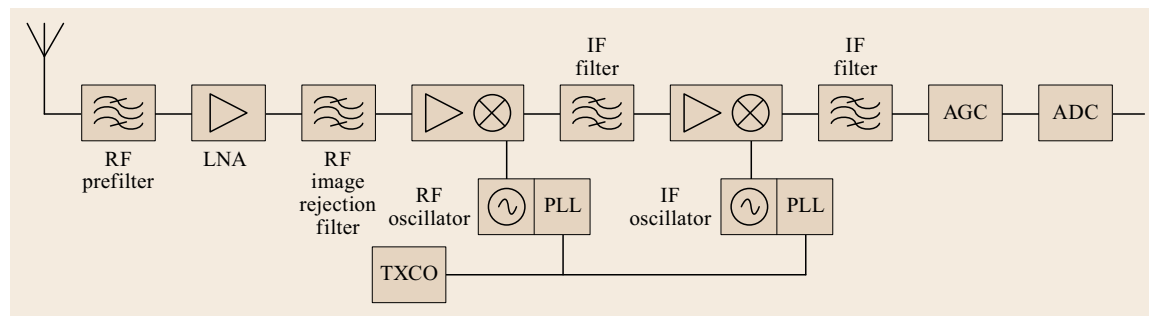 IF
filter
IF
filter
AGC
ADC
RF
prefilter
LNA
RF
image
rejection
filter
RF
oscillator
PLL
IF
oscillator
PLL
TXCO